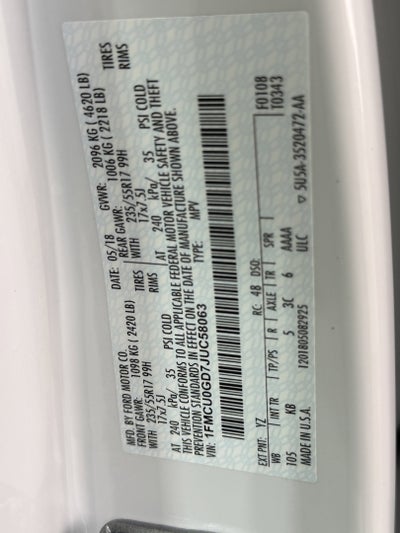 MFD. BY FORD MOTOR CO.
DATE: 05/18 GVWR: 2096 KG ( 4620 LB)
FRONT GAWR: 1098 KG ( 2420 LB) REAR GAWR: 1006 KG ( 2218 LB)
WITH 235/55R17 99H TIRES WITH 235/55R17 99H TIRES
17x7.5J RIMS 17x7.5J RIMS
AT 240 kPa/ 35 PSI COLD AT 240 kPa/ 35 PSI COLD
THIS VEHICLE CONFORMS TO ALL APPLICABLE FEDERAL MOTOR VEHICLE SAFETY AND THEFT
PREVENTION STANDARDS IN EFFECT ON THE DATE OF MANUFACTURE SHOWN ABOVE.
VIN: 1FMCU0GD7JUC58063 TYPE: MPV
F0108
T0343
EXT PNT: YZ RC: 48 DSO:
WB INT TR TP/PS R AXLE TR SPR
105 KB 5 3C 6 AAAA
MADE IN U.S.A. 1201805082925 ULC
5U5A-3520472-AA